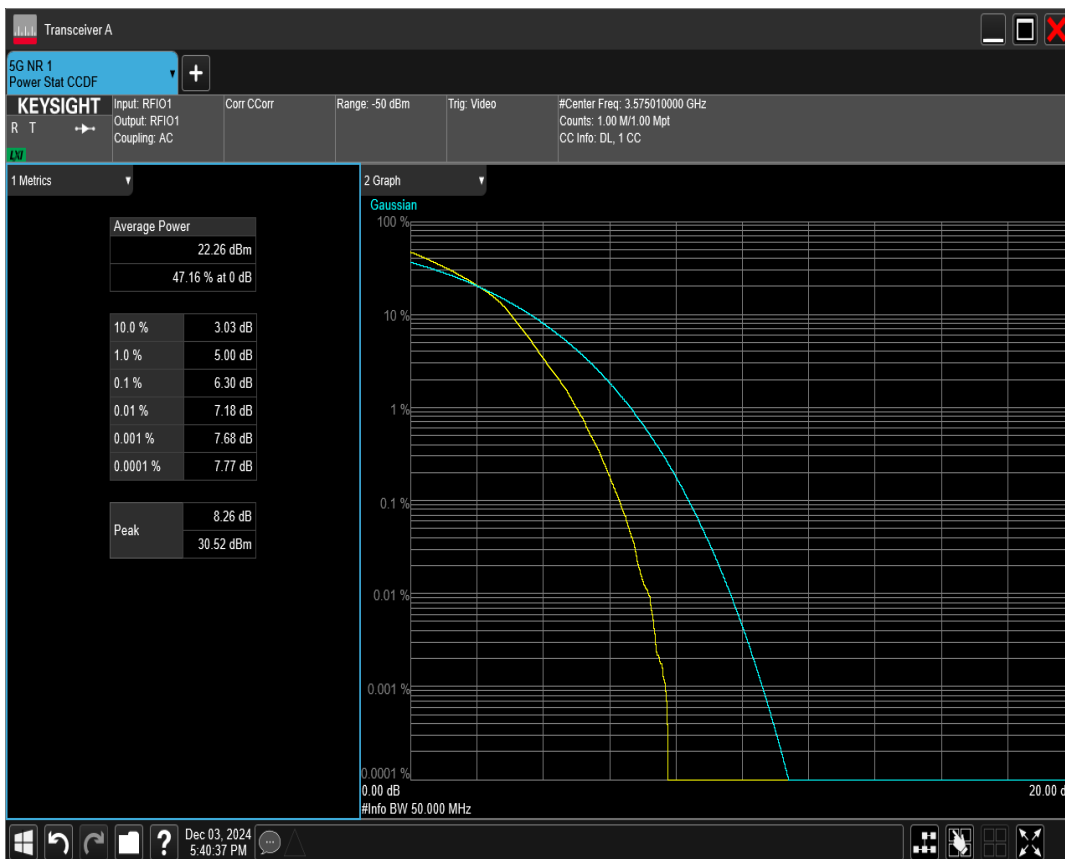 Transceiver A
5G NR 1
Power Stat CCDF
KEYSIGHT
R T
LXI
Input: RFIO1
Output: RFIO1
Coupling: AC
Corr CCorr
Range: -50 dBm
Trig: Video
#Center Freq: 3.575010000 GHz
Counts: 1.00 M/1.00 Mpt
CC Info: DL, 1 CC
1 Metrics
Average Power
22.26 dBm
47.16 % at 0 dB
10.0 % 3.03 dB
1.0 % 5.00 dB
0.1 % 6.30 dB
0.01 % 7.18 dB
0.001 % 7.68 dB
0.0001 % 7.77 dB
Peak
8.26 dB
30.52 dBm
2 Graph
Gaussian
100 %
10 %
1 %
0.1 %
0.01 %
0.001 %
0.0001 %
0.00 dB
20.00 d
#Info BW 50.000 MHz
?
Dec 03, 2024
5:40:37 PM